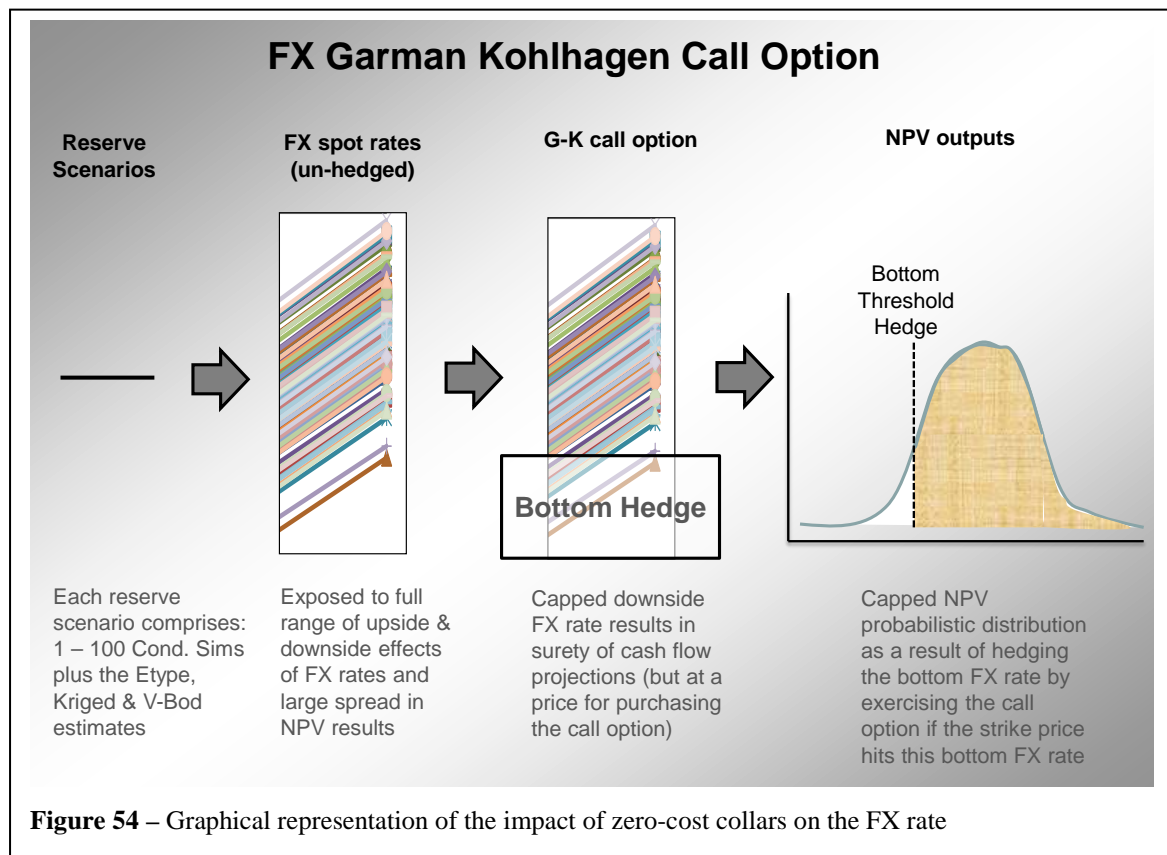 FX Garman Kohlhagen Call Option
Reserve
Scenarios
FX spot rates
(un-hedged)
G-K call option
NPV outputs
Bottom
Threshold
Hedge
Bottom Hedge
Each reserve
scenario comprises:
1 – 100 Cond. Sims
plus the Etype,
Kriged & V-Bod
estimates
Exposed to full
range of upside &
downside effects
of FX rates and
large spread in
NPV results
Capped downside
FX rate results in
surety of cash flow
projections (but at a
price for purchasing
the call option)
Capped NPV
probabilistic distribution
as a result of hedging
the bottom FX rate by
exercising the call
option if the strike price
hits this bottom FX rate
Figure 54 – Graphical representation of the impact of zero-cost collars on the FX rate